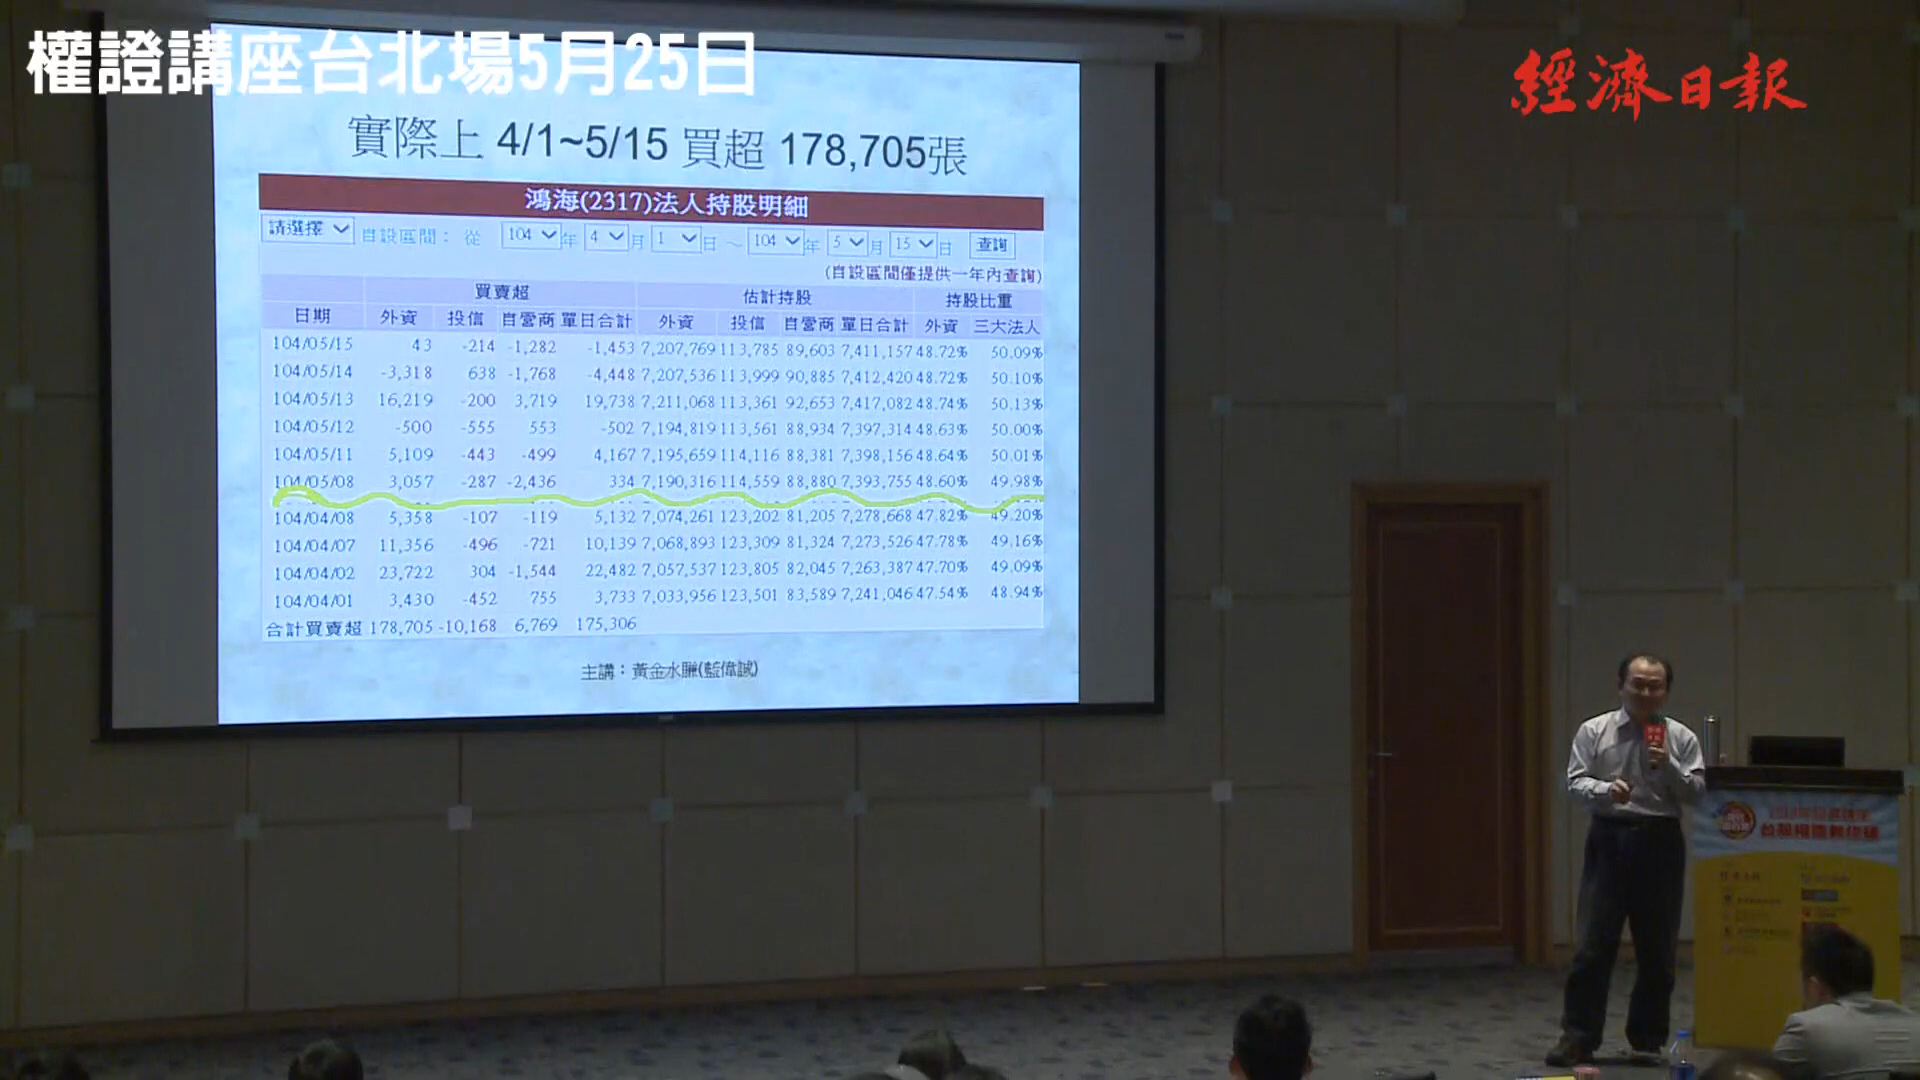 權證講座台北場5月25日
經濟日報
實際上 4/1~5/15 買超 178,705張
鴻海(2317)法人持股明細
請選擇 自設區間： 從 104 年 4 月 1 日 ～ 104 年 5 月 15 日 查詢
(自設區間僅提供一年內查詢)
買賣超 估計持股 持股比重
日期 外資 投信 自營商 單日合計 外資 投信 自營商 單日合計 外資 三大法人
104/05/15 43 -214 -1,282 -1,453 7,207,769 113,785 89,603 7,411,157 48.72% 50.09%
104/05/14 -3,318 638 -1,768 -4,448 7,207,536 113,999 90,885 7,412,420 48.72% 50.10%
104/05/13 16,219 -200 3,719 19,738 7,211,068 113,361 92,653 7,417,082 48.74% 50.13%
104/05/12 -500 -555 553 -502 7,194,819 113,561 88,934 7,397,314 48.63% 50.00%
104/05/11 5,109 -443 -499 4,167 7,195,659 114,116 88,381 7,398,156 48.64% 50.01%
104/05/08 3,057 -287 -2,436 334 7,190,316 114,559 88,880 7,393,755 48.60% 49.98%
104/04/08 5,358 -107 -119 5,132 7,074,261 123,202 81,205 7,278,668 47.82% 49.20%
104/04/07 11,356 -496 -721 10,139 7,068,893 123,309 81,324 7,273,526 47.78% 49.16%
104/04/02 23,722 304 -1,544 22,482 7,057,537 123,805 82,045 7,263,387 47.70% 49.09%
104/04/01 3,430 -452 755 3,733 7,033,956 123,501 83,589 7,241,046 47.54% 48.94%
合計買賣超 178,705 -10,168 6,769 175,306
主講：黃金水賺(藍偉誠)